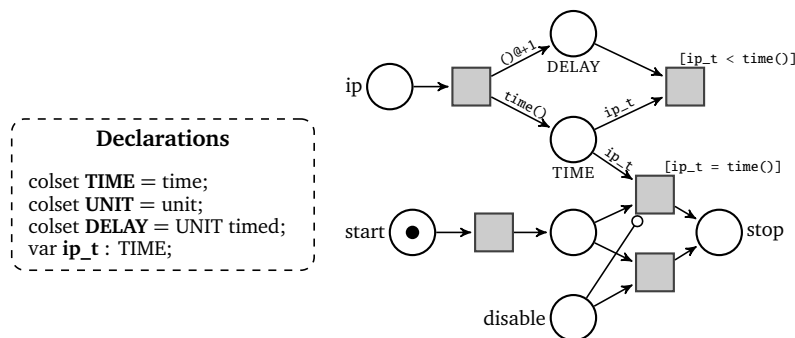 Declarations
colset TIME = time;
colset UNIT = unit;
colset DELAY = UNIT timed;
var ip_t : TIME;
ip
()@+1
DELAY
[ip_t < time()]
time()
ip_t
TIME
ip_t
[ip_t = time()]
start
stop
disable